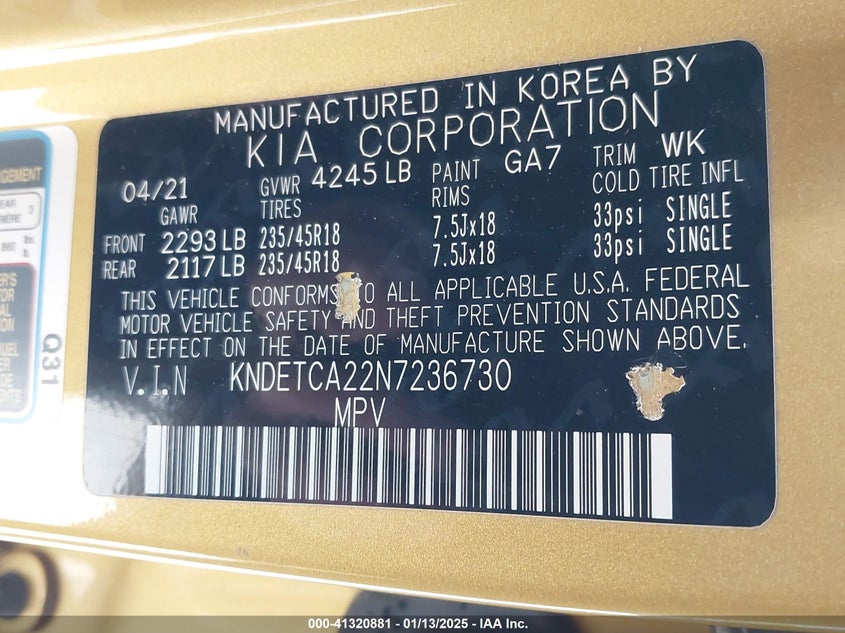 MANUFACTURED IN KOREA BY
KIA CORPORATION
04/21 GVWR 4245 LB PAINT GA7 TRIM WK
GAWR TIRES RIMS COLD TIRE INFL
FRONT 2293 LB 235/45R18 7.5Jx18 33psi SINGLE
REAR 2117 LB 235/45R18 7.5Jx18 33psi SINGLE
THIS VEHICLE CONFORMS TO ALL APPLICABLE U.S.A. FEDERAL
MOTOR VEHICLE SAFETY AND THEFT PREVENTION STANDARDS
IN EFFECT ON THE DATE OF MANUFACTURE SHOWN ABOVE.
V.I.N KNDETCA22N7236730
MPV
Q31
3
860 lbs.
000-41320881 - 01/13/2025 - IAA Inc.